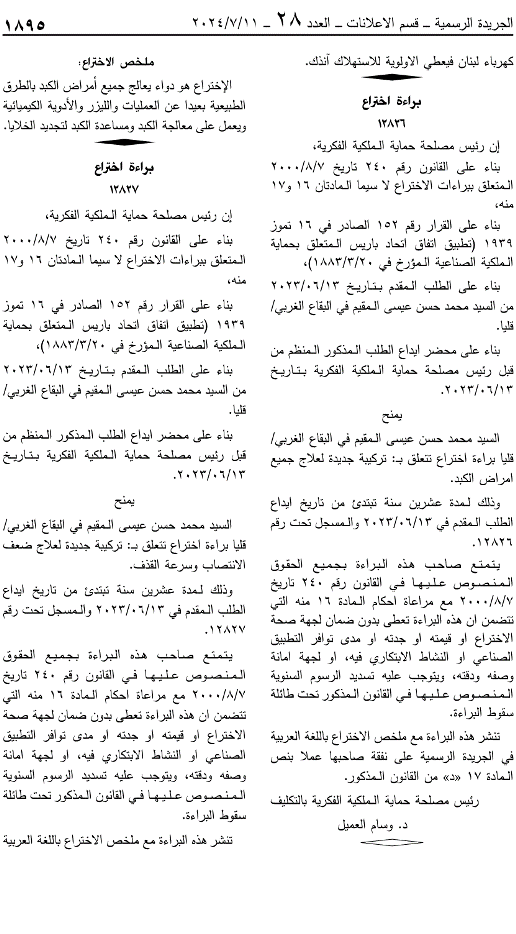 الجريدة الرسمية ـ قسم الاعلانات ـ العدد ٢٨ ـ ٢٠٢٤/٧/١١
١٨٩٥
كهرباء لبنان فيعطي الاولوية للاستهلاك آنذك.
براءة اختراع
١٢٨٢٦
إن رئيس مصلحة حماية الملكية الفكرية،
بناء على القانون رقم ٢٤٠ تاريخ ٢٠٠٠/٨/٧
المتعلق ببراءات الاختراع لا سيما المادتان ١٦ و١٧
منه،
بناء على القرار رقم ١٥٢ الصادر في ١٦ تموز
١٩٣٩ (تطبيق اتفاق اتحاد باريس المتعلق بحماية
الملكية الصناعية المؤرخ في ١٨٨٣/٣/٢٠)،
بناء على الطلب المقدم بتاريخ ٢٠٢٣/٠٦/١٣
من السيد محمد حسن عيسى المقيم في البقاع الغربي/
قليا.
بناء على محضر ايداع الطلب المذكور المنظم من
قبل رئيس مصلحة حماية الملكية الفكرية بتاريخ
٢٠٢٣/٠٦/١٣.
يمنح
السيد محمد حسن عيسى المقيم في البقاع الغربي/
قليا براءة اختراع تتعلق بـ: تركيبة جديدة لعلاج جميع
امراض الكبد.
وذلك لمدة عشرين سنة تبتدئ من تاريخ ايداع
الطلب المقدم في ٢٠٢٣/٠٦/١٣ والمسجل تحت رقم
١٢٨٢٦.
يتمتع صاحب هذه البراءة بجميع الحقوق
المنصوص عليها في القانون رقم ٢٤٠ تاريخ
٢٠٠٠/٨/٧ مع مراعاة احكام المادة ١٦ منه التي
تتضمن ان هذه البراءة تعطى بدون ضمان لجهة صحة
الاختراع او قيمته او جدته او مدى توافر التطبيق
الصناعي او النشاط الابتكاري فيه، او لجهة امانة
وصفه ودقته، ويتوجب عليه تسديد الرسوم السنوية
المنصوص عليها في القانون المذكور تحت طائلة
سقوط البراءة.
تنشر هذه البراءة مع ملخص الاختراع باللغة العربية
في الجريدة الرسمية على نفقة صاحبها عملا بنص
المادة ١٧ «د» من القانون المذكور.
رئيس مصلحة حماية الملكية الفكرية بالتكليف
د. وسام العميل
ملخص الاختراع:
الإختراع هو دواء يعالج جميع أمراض الكبد بالطرق
الطبيعية بعيدا عن العمليات والليزر والأدوية الكيميائية
ويعمل على معالجة الكبد ومساعدة الكبد لتجديد الخلايا.
براءة اختراع
١٢٨٢٧
إن رئيس مصلحة حماية الملكية الفكرية،
بناء على القانون رقم ٢٤٠ تاريخ ٢٠٠٠/٨/٧
المتعلق ببراءات الاختراع لا سيما المادتان ١٦ و١٧
منه،
بناء على القرار رقم ١٥٢ الصادر في ١٦ تموز
١٩٣٩ (تطبيق اتفاق اتحاد باريس المتعلق بحماية
الملكية الصناعية المؤرخ في ١٨٨٣/٣/٢٠)،
بناء على الطلب المقدم بتاريخ ٢٠٢٣/٠٦/١٣
من السيد محمد حسن عيسى المقيم في البقاع الغربي/
قليا.
بناء على محضر ايداع الطلب المذكور المنظم من
قبل رئيس مصلحة حماية الملكية الفكرية بتاريخ
٢٠٢٣/٠٦/١٣.
يمنح
السيد محمد حسن عيسى المقيم في البقاع الغربي/
قليا براءة اختراع تتعلق بـ: تركيبة جديدة لعلاج ضعف
الانتصاب وسرعة القذف.
وذلك لمدة عشرين سنة تبتدئ من تاريخ ايداع
الطلب المقدم في ٢٠٢٣/٠٦/١٣ والمسجل تحت رقم
١٢٨٢٧.
يتمتع صاحب هذه البراءة بجميع الحقوق
المنصوص عليها في القانون رقم ٢٤٠ تاريخ
٢٠٠٠/٨/٧ مع مراعاة احكام المادة ١٦ منه التي
تتضمن ان هذه البراءة تعطى بدون ضمان لجهة صحة
الاختراع او قيمته او جدته او مدى توافر التطبيق
الصناعي او النشاط الابتكاري فيه، او لجهة امانة
وصفه ودقته، ويتوجب عليه تسديد الرسوم السنوية
المنصوص عليها في القانون المذكور تحت طائلة
سقوط البراءة.
تنشر هذه البراءة مع ملخص الاختراع باللغة العربية